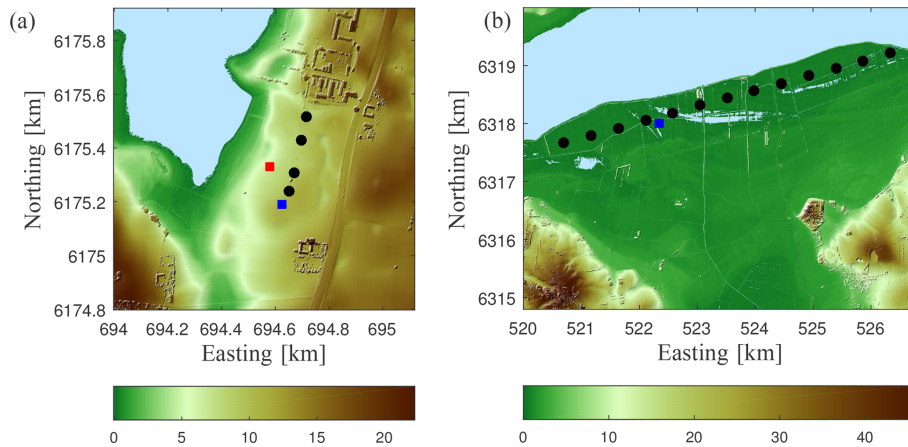 (a)
6175.8
6175.6
6175.4
6175.2
6175
6174.8
Northing [km]
694 694.2 694.4 694.6 694.8 695
Easting [km]
0 5 10 15 20
(b)
6319
6318
6317
6316
6315
Northing [km]
520 521 522 523 524 525 526
Easting [km]
0 10 20 30 40